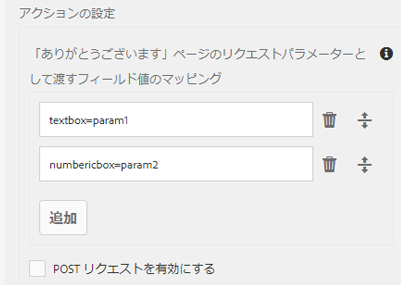 アクションの設定
「ありがとうございます」ページのリクエストパラメーターと
して渡すフィールド値のマッピング
textbox=param1
numbericbox=param2
追加
POST リクエストを有効にする